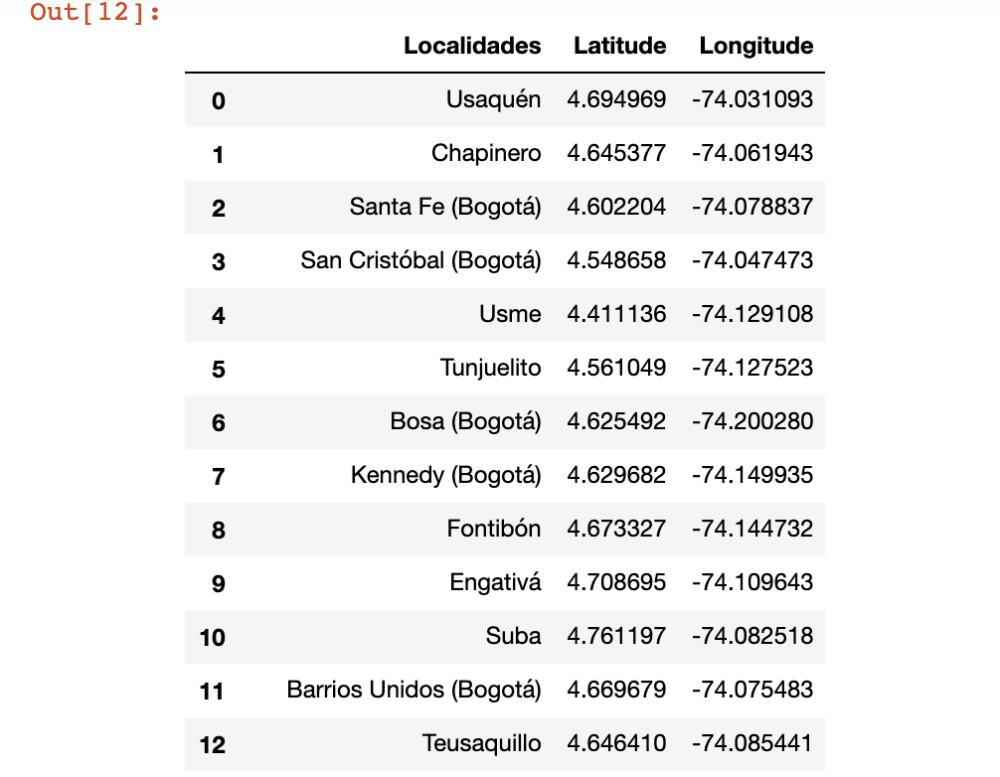 Out[12]:
Localidades Latitude Longitude
0 Usaquén 4.694969 -74.031093
1 Chapinero 4.645377 -74.061943
2 Santa Fe (Bogotá) 4.602204 -74.078837
3 San Cristóbal (Bogotá) 4.548658 -74.047473
4 Usme 4.411136 -74.129108
5 Tunjuelito 4.561049 -74.127523
6 Bosa (Bogotá) 4.625492 -74.200280
7 Kennedy (Bogotá) 4.629682 -74.149935
8 Fontibón 4.673327 -74.144732
9 Engativá 4.708695 -74.109643
10 Suba 4.761197 -74.082518
11 Barrios Unidos (Bogotá) 4.669679 -74.075483
12 Teusaquillo 4.646410 -74.085441